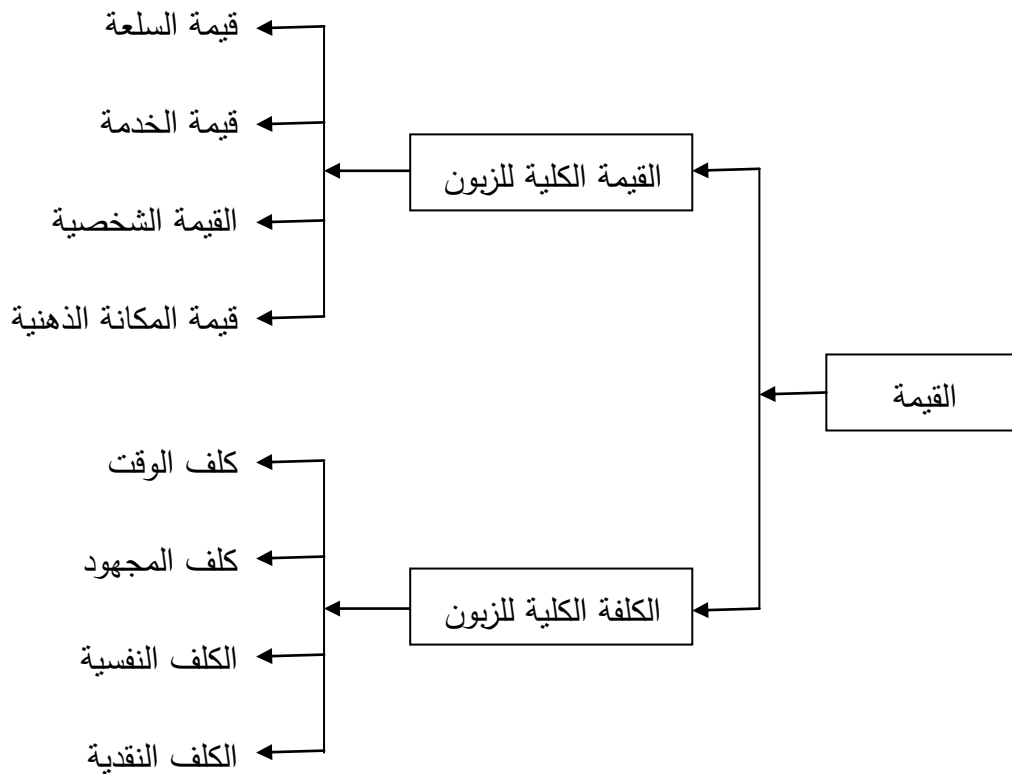 قيمة السلعة
قيمة الخدمة
القيمة الكلية للزبون
القيمة الشخصية
قيمة المكانة الذهنية
القيمة
كلف الوقت
كلف المجهود
الكلفة الكلية للزبون
الكلف النفسية
الكلف النقدية